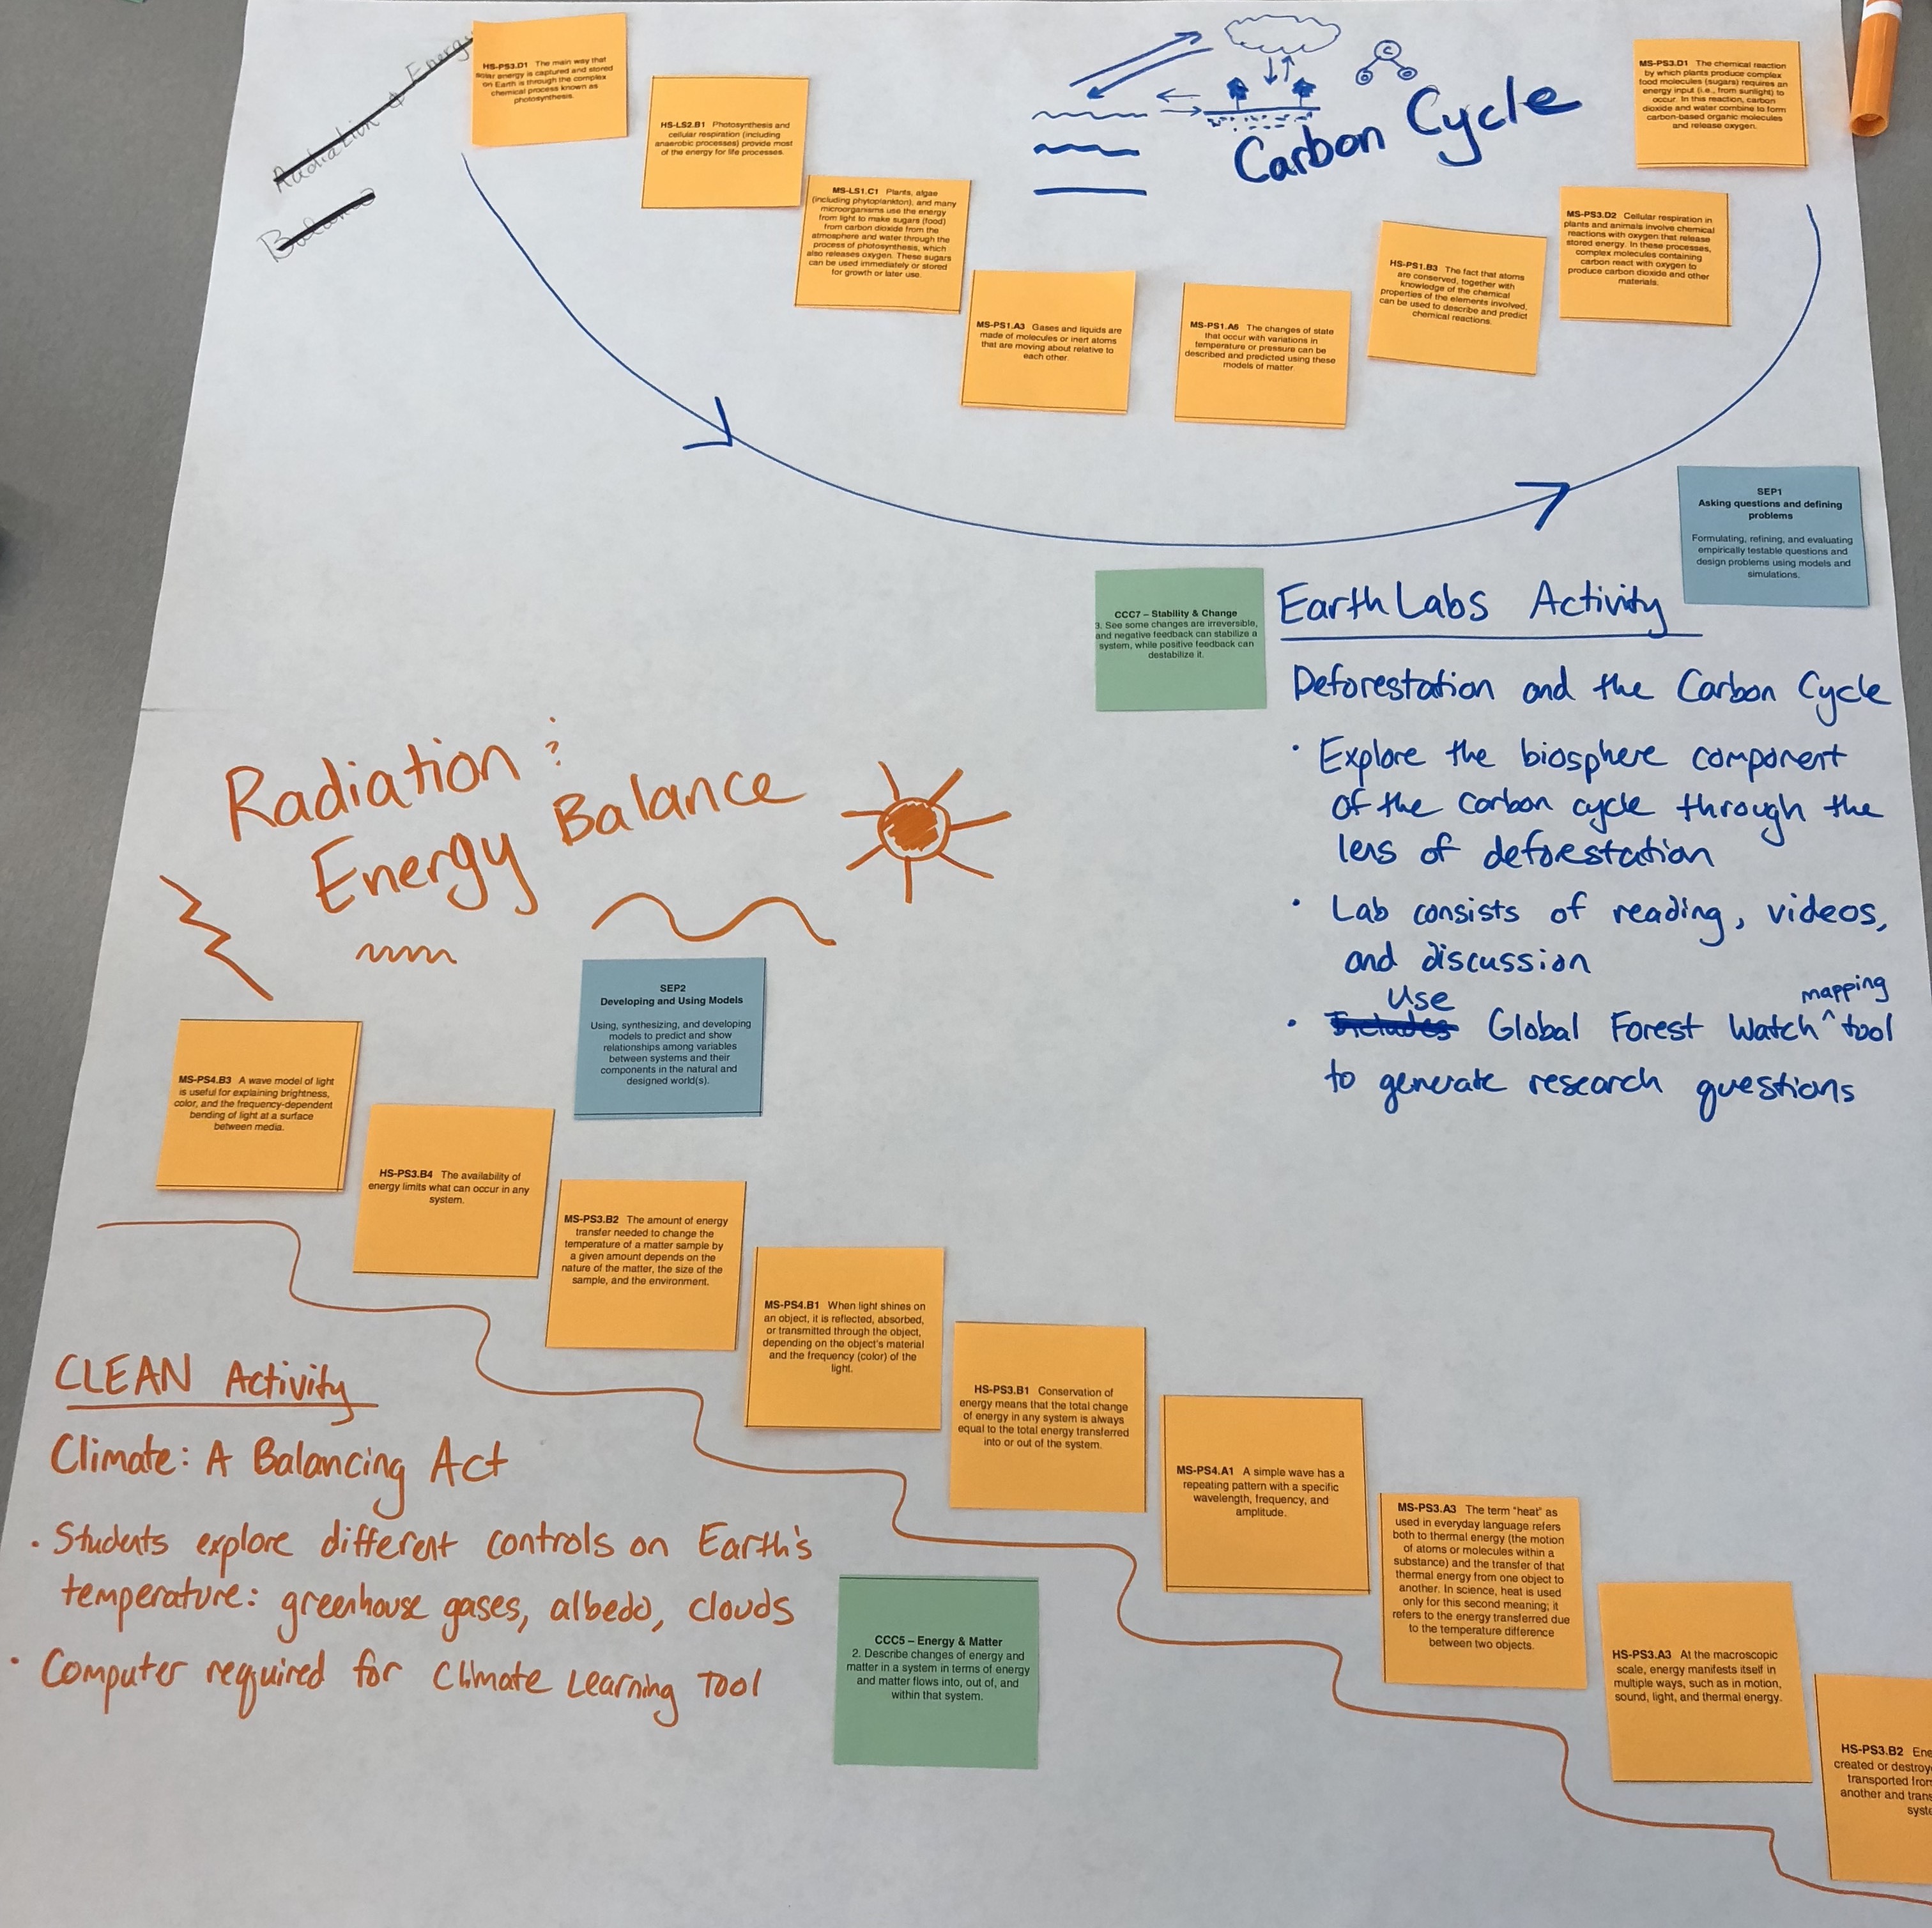 Radiation & Energy
Balance
HS-PS3.D1 The main way that
solar energy is captured and stored
on Earth is through the complex
chemical process known as
photosynthesis.
HS-LS2.B1 Photosynthesis and
cellular respiration (including
anaerobic processes) provide most
of the energy for life processes.
MS-LS1.C1 Plants, algae
(including phytoplankton), and many
microorganisms use the energy
from light to make sugars (food)
from carbon dioxide from the
atmosphere and water through the
process of photosynthesis, which
also releases oxygen. These sugars
can be used immediately or stored
for growth or later use.
MS-PS1.A3 Gases and liquids are
made of molecules or inert atoms
that are moving about relative to
each other.
C
Carbon Cycle
MS-PS1.A6 The changes of state
that occur with variations in
temperature or pressure can be
described and predicted using these
models of matter.
HS-PS1.B3 The fact that atoms
are conserved, together with
knowledge of the chemical
properties of the elements involved,
can be used to describe and predict
chemical reactions.
MS-PS3.D2 Cellular respiration in
plants and animals involve chemical
reactions with oxygen that release
stored energy. In these processes,
complex molecules containing
carbon react with oxygen to
produce carbon dioxide and other
materials.
MS-PS3.D1 The chemical reaction
by which plants produce complex
food molecules (sugars) requires an
energy input (i.e., from sunlight) to
occur. In this reaction, carbon
dioxide and water combine to form
carbon-based organic molecules
and release oxygen.
SEP1
Asking questions and defining
problems
Formulating, refining, and evaluating
empirically testable questions and
design problems using models and
simulations.
CCC7 – Stability & Change
3. See some changes are irreversible,
and negative feedback can stabilize a
system, while positive feedback can
destabilize it.
EarthLabs Activity
Deforestation and the Carbon Cycle
• Explore the biosphere component
of the carbon cycle through the
lens of deforestation
• Lab consists of reading, videos,
and discussion
Use mapping
• Includes Global Forest Watch ^ tool
to generate research questions
Radiation :
Energy Balance
SEP2
Developing and Using Models
Using, synthesizing, and developing
models to predict and show
relationships among variables
between systems and their
components in the natural and
designed world(s).
MS-PS4.B3 A wave model of light
is useful for explaining brightness,
color, and the frequency-dependent
bending of light at a surface
between media.
HS-PS3.B4 The availability of
energy limits what can occur in any
system.
MS-PS3.B2 The amount of energy
transfer needed to change the
temperature of a matter sample by
a given amount depends on the
nature of the matter, the size of the
sample, and the environment.
MS-PS4.B1 When light shines on
an object, it is reflected, absorbed,
or transmitted through the object,
depending on the object's material
and the frequency (color) of the
light.
HS-PS3.B1 Conservation of
energy means that the total change
of energy in any system is always
equal to the total energy transferred
into or out of the system.
MS-PS4.A1 A simple wave has a
repeating pattern with a specific
wavelength, frequency, and
amplitude.
MS-PS3.A3 The term "heat" as
used in everyday language refers
both to thermal energy (the motion
of atoms or molecules within a
substance) and the transfer of that
thermal energy from one object to
another. In science, heat is used
only for this second meaning; it
refers to the energy transferred due
to the temperature difference
between two objects.
HS-PS3.A3 At the macroscopic
scale, energy manifests itself in
multiple ways, such as in motion,
sound, light, and thermal energy.
HS-PS3.B2 Ene
created or destroy
transported from
another and trans
syste
CLEAN Activity
Climate: A Balancing Act
• Students explore different controls on Earth's
temperature: greenhouse gases, albedo, clouds
• Computer required for Climate Learning Tool
CCC5 – Energy & Matter
2. Describe changes of energy and
matter in a system in terms of energy
and matter flows into, out of, and
within that system.